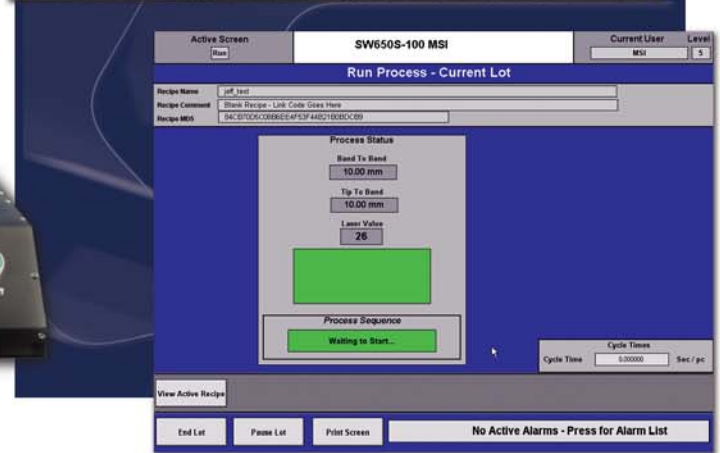 Active Screen
Run
SW650S-100 MSI
Current User
Level
MSI
5
Run Process - Current Lot
Recipe Name
jeff_test
Recipe Comment
Blank Recipe - Link Code Goes Here
Recipe MD5
Process Status
Band To Band
10.00 mm
Tip To Band
10.00 mm
Laser Value
26
Process Sequence
Waiting to Start...
Cycle Times
Cycle Time
0.000000
Sec / pc
View Active Recipe
End Lot
Pause Lot
Print Screen
No Active Alarms - Press for Alarm List